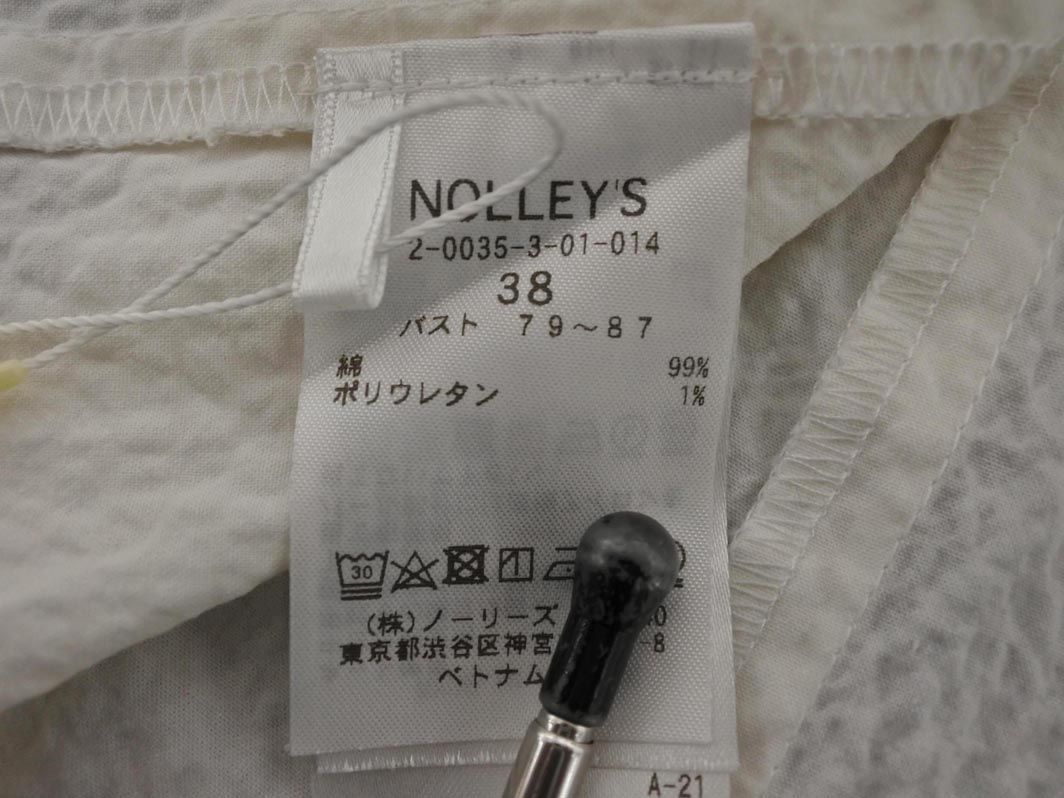 NOLLEY'S
2-0035-3-01-014
38
バスト 79～87
綿 99%
ポリウレタン 1%
30
(株)ノーリーズ
東京都渋谷区神宮 -8
ベトナム
A-21